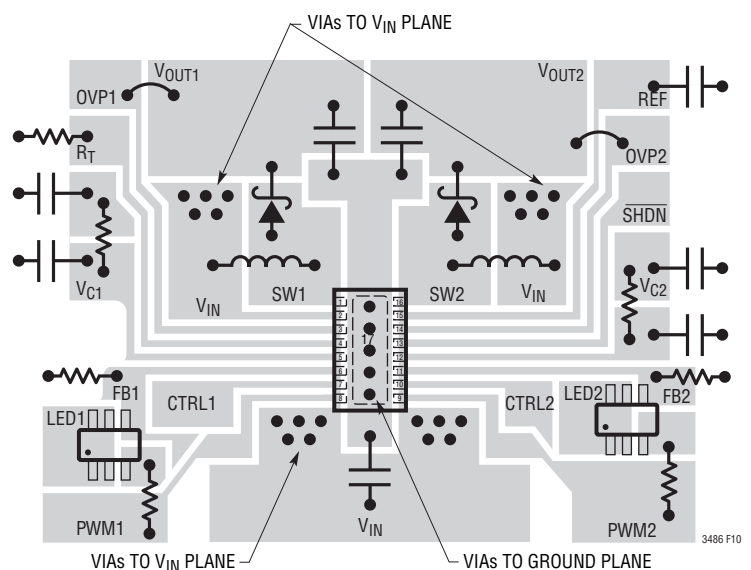 VIAs TO VIN PLANE
VOUT1
VOUT2
OVP1
REF
RT
OVP2
SHDN
VC1
VIN
SW1
SW2
VIN
VC2
1
2
3
4
5
6
7
8
17
16
15
14
13
12
11
10
9
FB1
CTRL1
CTRL2
LED2
FB2
LED1
PWM1
VIN
PWM2
3486 F10
VIAs TO VIN PLANE
VIAs TO GROUND PLANE